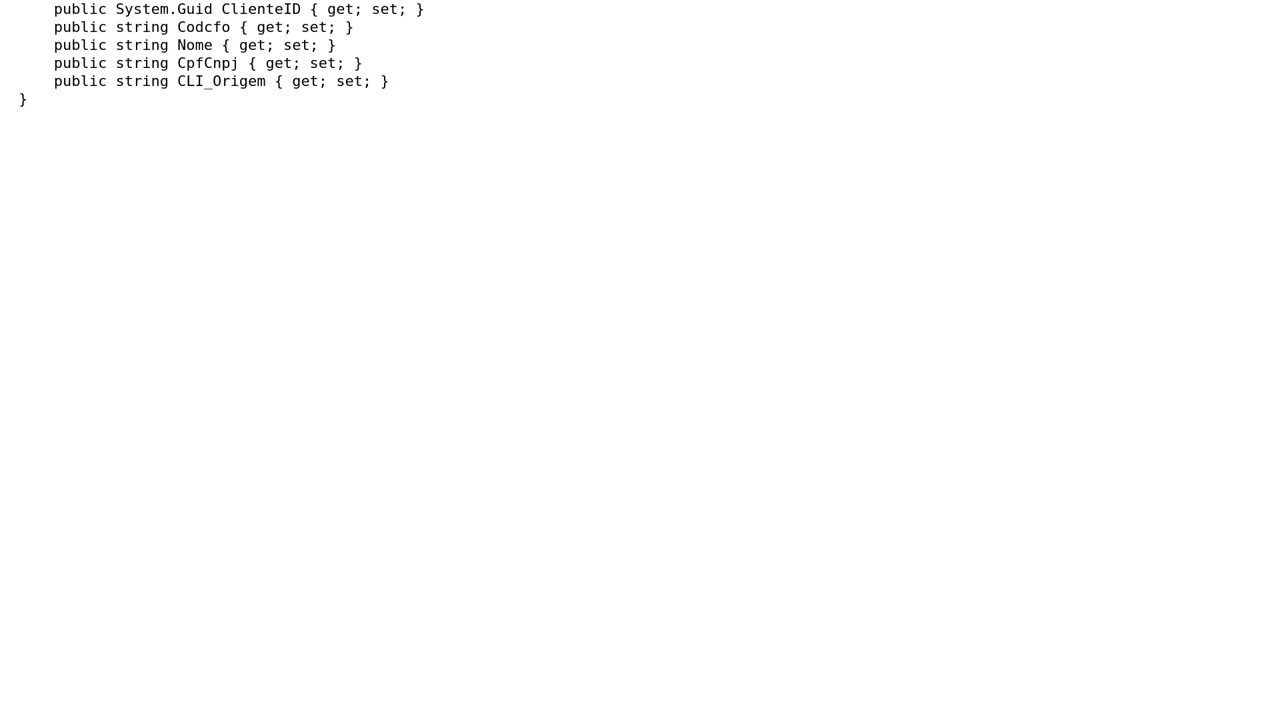 public System.Guid ClienteID { get; set; }
public string Codcfo { get; set; }
public string Nome { get; set; }
public string CpfCnpj { get; set; }
public string CLI_Origem { get; set; }
}